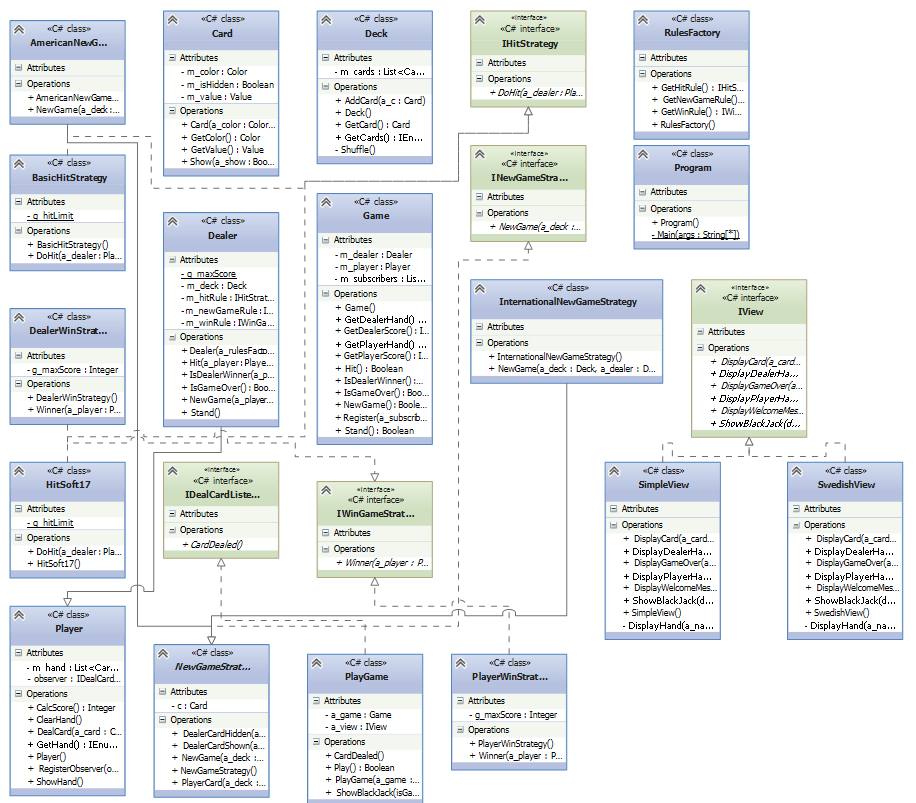 «C# class»
AmericanNewG...
Attributes
Operations
+ AmericanNewGame...
+ NewGame(a_deck :...
«C# class»
Card
Attributes
- m_color : Color
- m_isHidden : Boolean
- m_value : Value
Operations
+ Card(a_color : Color...
+ GetColor() : Color
+ GetValue() : Value
+ Show(a_show : Boo...
«C# class»
Deck
Attributes
- m_cards : List<Ca...
Operations
+ AddCard(a_c : Card)
+ Deck()
+ GetCard() : Card
+ GetCards() : IEnu...
- Shuffle()
«interface»
«C# interface»
IHitStrategy
Attributes
Operations
+ DoHit(a_dealer : Pla...
«C# class»
RulesFactory
Attributes
Operations
+ GetHitRule() : IHitS...
+ GetNewGameRule()...
+ GetWinRule() : IWi...
+ RulesFactory()
«C# class»
BasicHitStrategy
Attributes
- g_hitLimit
Operations
+ BasicHitStrategy()
+ DoHit(a_dealer : Pla...
«interface»
«C# interface»
INewGameStra...
Attributes
Operations
+ NewGame(a_deck :...
«C# class»
Program
Attributes
Operations
+ Program()
- Main(args : String[*])
«C# class»
Dealer
Attributes
- g_maxScore
- m_deck : Deck
- m_hitRule : IHitStrat...
- m_newGameRule : I...
- m_winRule : IWinGa...
Operations
+ Dealer(a_rulesFacto...
+ Hit(a_player : Playe...
+ IsDealerWinner(a_p...
+ IsGameOver() : Boo...
+ NewGame(a_player...
+ Stand()
«C# class»
Game
Attributes
- m_dealer : Dealer
- m_player : Player
- m_subscribers : Lis...
Operations
+ Game()
+ GetDealerHand() ...
+ GetDealerScore() : I...
+ GetPlayerHand() ...
+ GetPlayerScore() : I...
+ Hit() : Boolean
+ IsDealerWinner() :...
+ IsGameOver() : Bo...
+ NewGame() : Boole...
+ Register(a_subscrib...
+ Stand() : Boolean
«C# class»
InternationalNewGameStrategy
Attributes
Operations
+ InternationalNewGameStrategy()
+ NewGame(a_deck : Deck, a_dealer : D...
«interface»
«C# interface»
IView
Attributes
Operations
+ DisplayCard(a_card...
+ DisplayDealerHa...
+ DisplayGameOver(a...
+ DisplayPlayerHa...
+ DisplayWelcomeMes...
+ ShowBlackJack(d...
«C# class»
DealerWinStrat...
Attributes
- g_maxScore : Integer
Operations
+ DealerWinStrategy()
+ Winner(a_player : P...
«C# class»
HitSoft17
Attributes
- g_hitLimit
Operations
+ DoHit(a_dealer : Pla...
+ HitSoft17()
«interface»
«C# interface»
IDealCardListe...
Attributes
Operations
+ CardDealed()
«interface»
«C# interface»
IWinGameStrat...
Attributes
Operations
+ Winner(a_player : P...
«C# class»
SimpleView
Attributes
Operations
+ DisplayCard(a_card...
+ DisplayDealerHa...
+ DisplayGameOver(a...
+ DisplayPlayerHa...
+ DisplayWelcomeMes...
+ ShowBlackJack(d...
+ SimpleView()
- DisplayHand(a_na...
«C# class»
SwedishView
Attributes
Operations
+ DisplayCard(a_card...
+ DisplayDealerHa...
+ DisplayGameOver(a...
+ DisplayPlayerHa...
+ DisplayWelcomeMes...
+ ShowBlackJack(d...
+ SwedishView()
- DisplayHand(a_na...
«C# class»
Player
Attributes
- m_hand : List<Car...
- observer : IDealCard...
Operations
+ CalcScore() : Integer
+ ClearHand()
+ DealCard(a_card : C...
+ GetHand() : IEnu...
+ Player()
+ RegisterObserver(o...
+ ShowHand()
«C# class»
NewGameStrat...
Attributes
- c : Card
Operations
+ DealerCardHidden(a...
+ DealerCardShown(a...
+ NewGame(a_deck :...
+ NewGameStrategy()
+ PlayerCard(a_deck :...
«C# class»
PlayGame
Attributes
- a_game : Game
- a_view : IView
Operations
+ CardDealed()
+ Play() : Boolean
+ PlayGame(a_game :...
+ ShowBlackJack(isGa...
«C# class»
PlayerWinStrat...
Attributes
- g_maxScore : Integer
Operations
+ PlayerWinStrategy()
+ Winner(a_player : P...